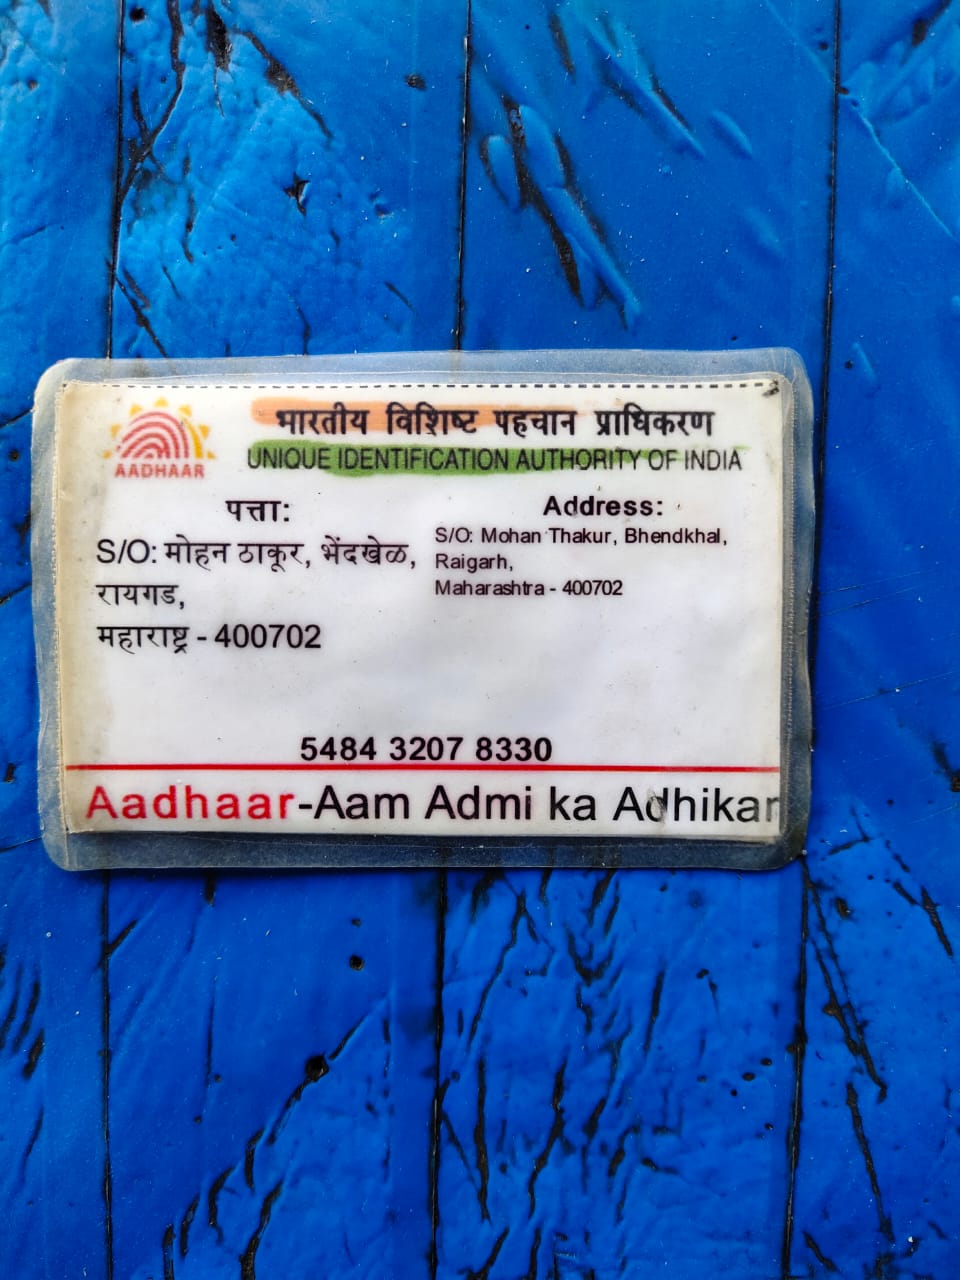 भारतीय विशिष्ट पहचान प्राधिकरण
AADHAAR
UNIQUE IDENTIFICATION AUTHORITY OF INDIA
पत्ता:
S/O: मोहन ठाकूर, भेंदखेळ,
रायगड,
महाराष्ट्र - 400702
Address:
S/O: Mohan Thakur, Bhendkhal,
Raigarh,
Maharashtra - 400702
5484 3207 8330
Aadhaar-Aam Admi ka Adhikar